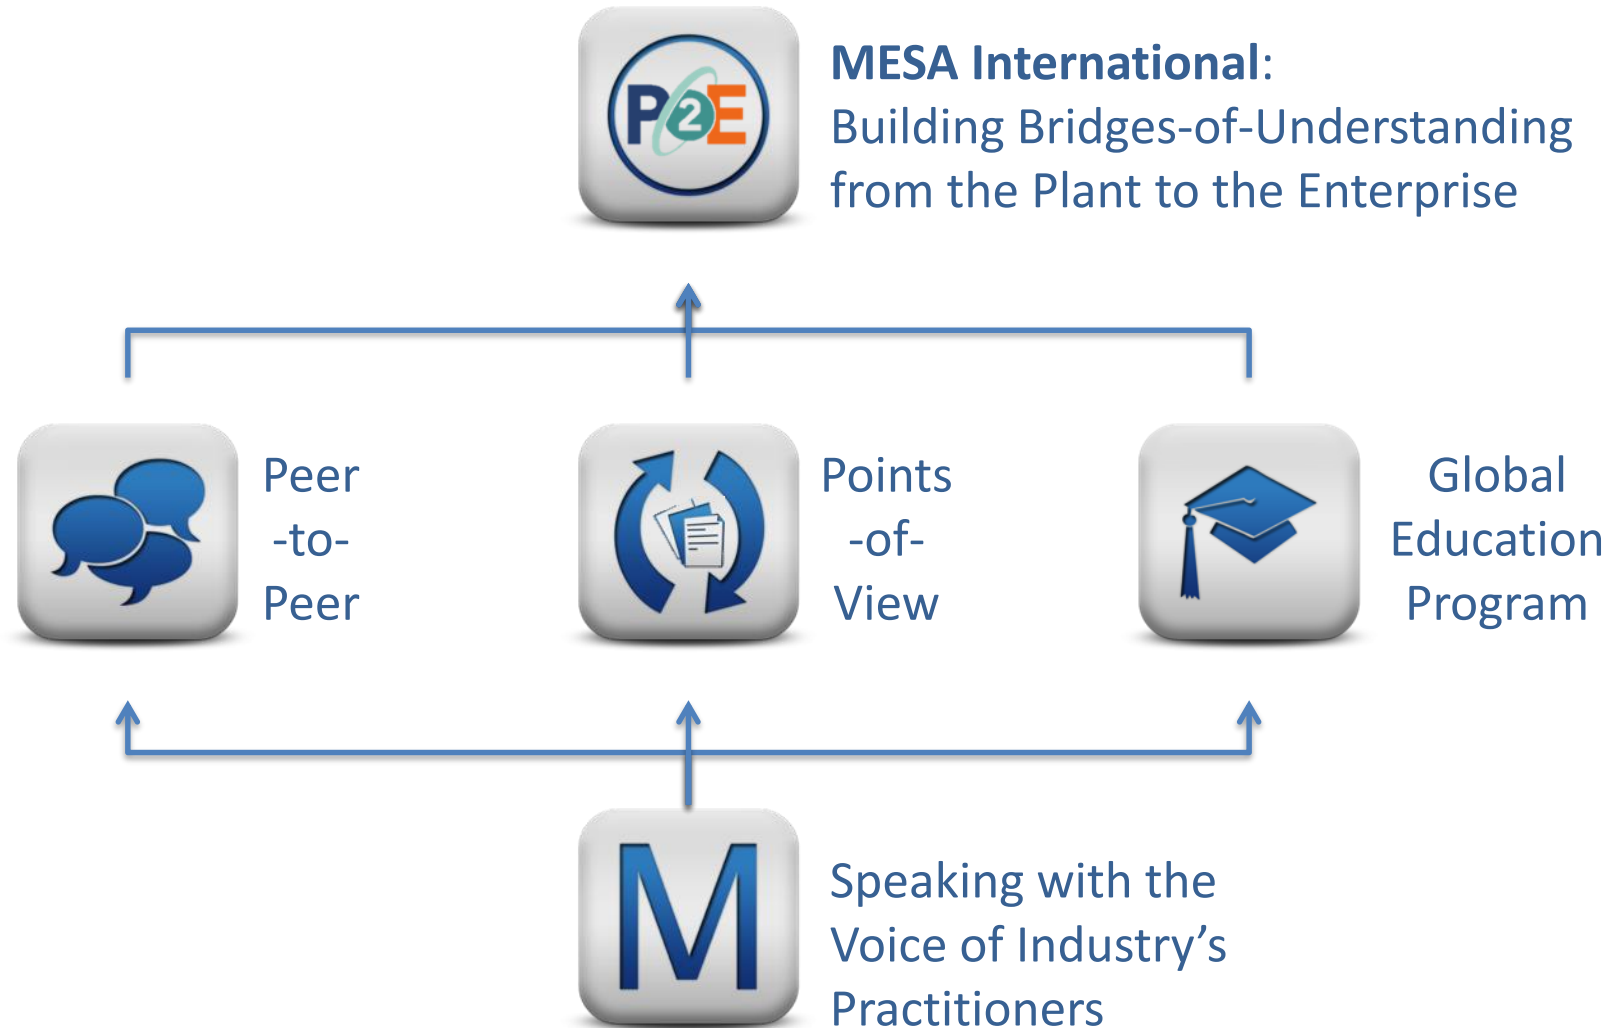 P2E
MESA International:
Building Bridges-of-Understanding
from the Plant to the Enterprise
Peer
-to-
Peer
Points
-of-
View
Global
Education
Program
M
Speaking with the
Voice of Industry’s
Practitioners